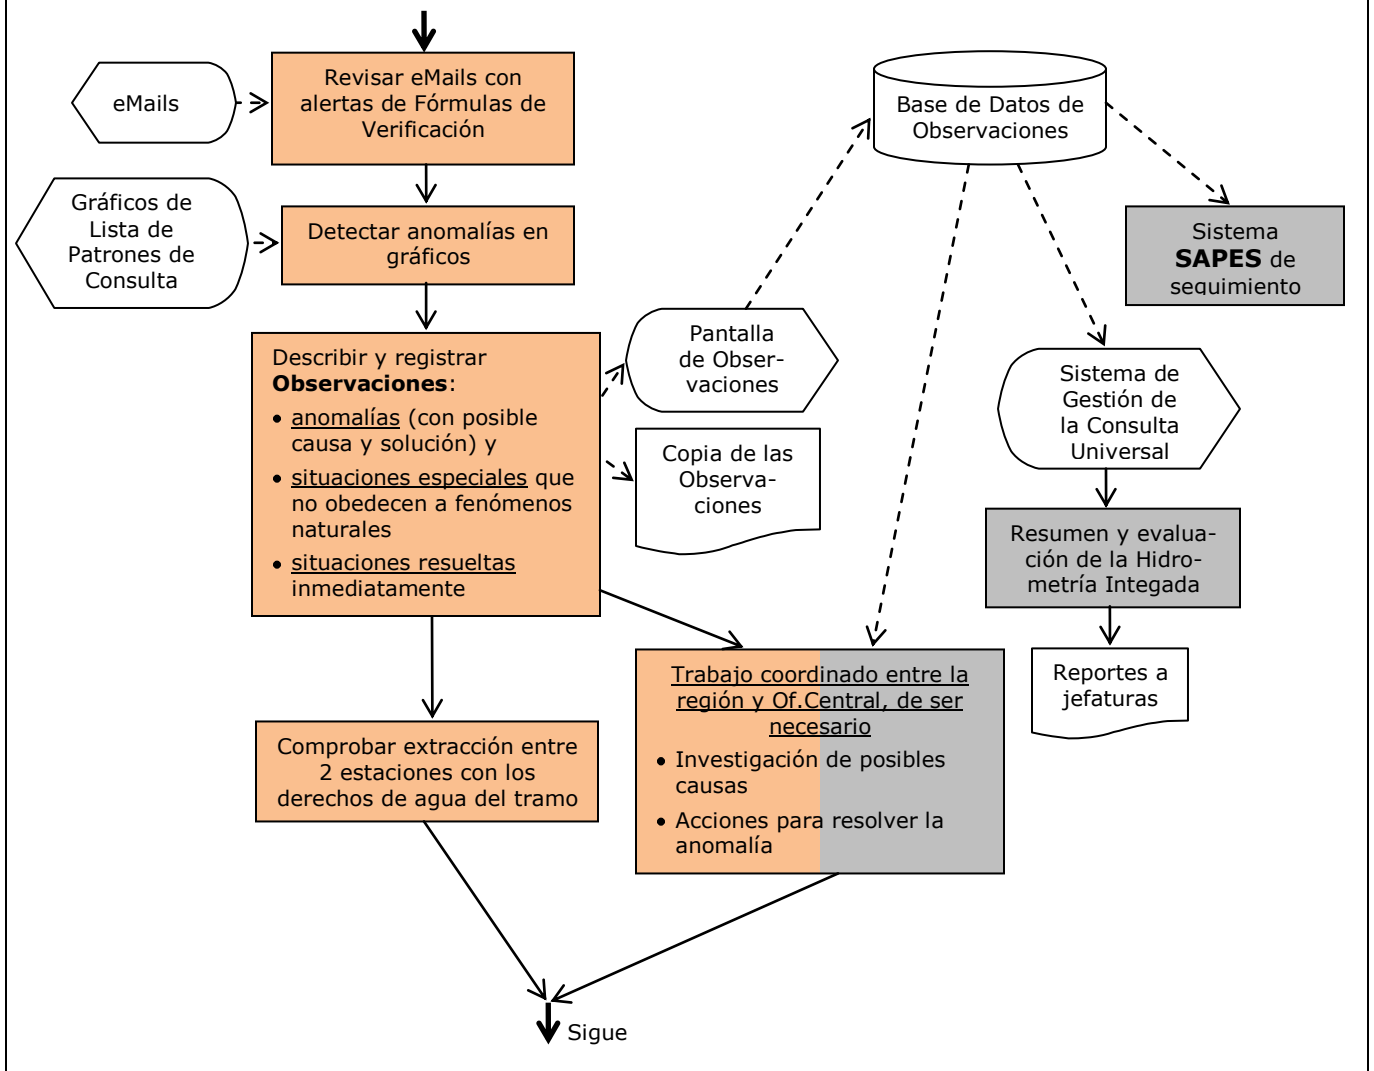 eMails
Revisar eMails con
alertas de Fórmulas de
Verificación
Base de Datos de
Observaciones
Gráficos de
Lista de
Patrones de
Consulta
Detectar anomalías en
gráficos
Sistema
SAPES de
seguimiento
Describir y registrar
Observaciones:
• anomalías (con posible
causa y solución) y
• situaciones especiales que
no obedecen a fenómenos
naturales
• situaciones resueltas
inmediatamente
Pantalla
de Obser-
vaciones
Copia de las
Observa-
ciones
Sistema de
Gestión de
la Consulta
Universal
Resumen y evalua-
ción de la Hidro-
metría Integada
Reportes a
jefaturas
Trabajo coordinado entre la
región y Of.Central, de ser
necesario
• Investigación de posibles
causas
• Acciones para resolver la
anomalía
Comprobar extracción entre
2 estaciones con los
derechos de agua del tramo
Sigue